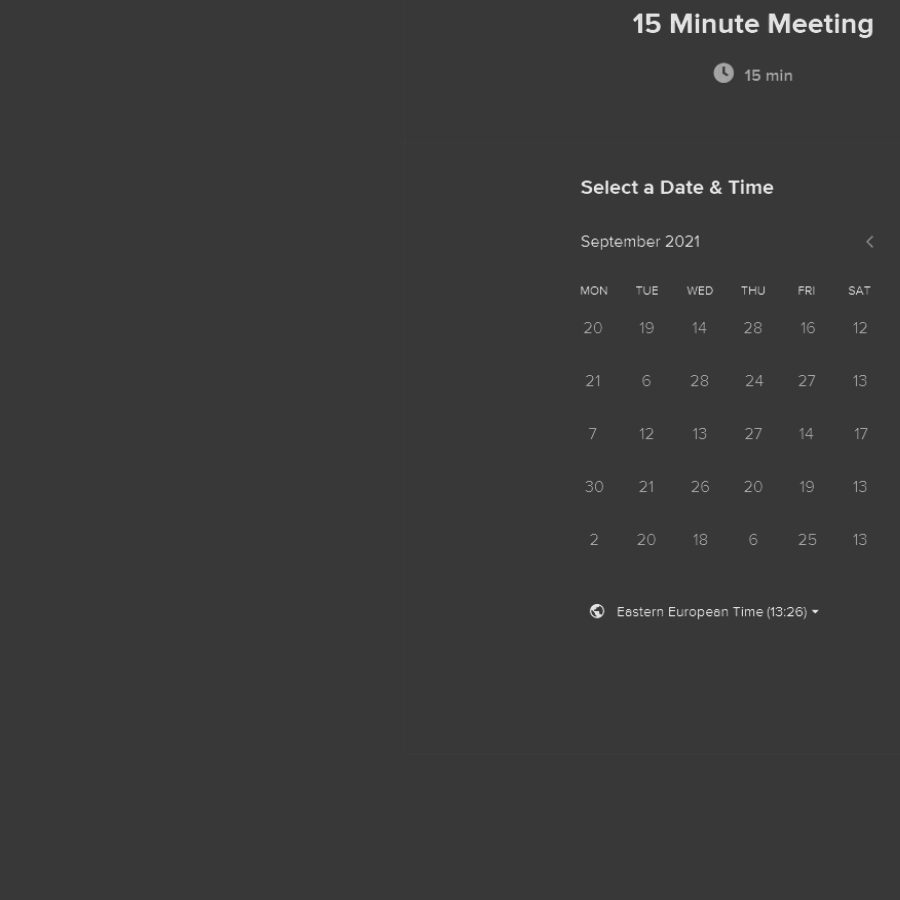 15 Minute Meeting
15 min
Select a Date & Time
September 2021
MON TUE WED THU FRI SAT
20 19 14 28 16 12
21 6 28 24 27 13
7 12 13 27 14 17
30 21 26 20 19 13
2 20 18 6 25 13
Eastern European Time (13:26)